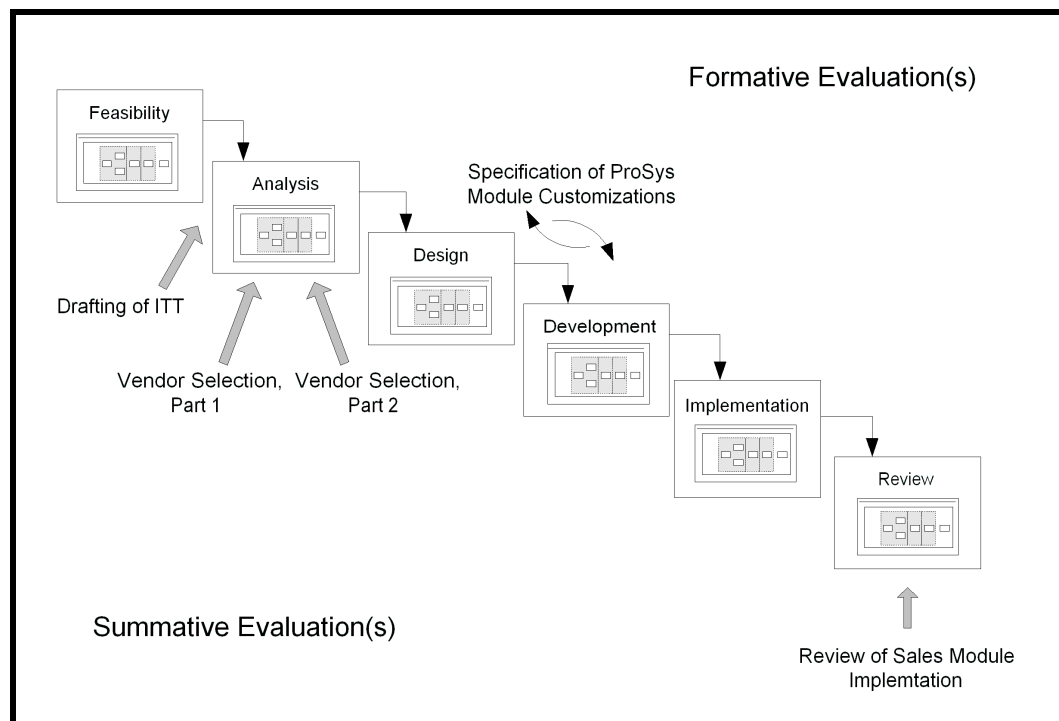 Formative Evaluation(s)
Feasibility
Analysis
Specification of ProSys
Module Customizations
Design
Drafting of ITT
Development
Vendor Selection,
Part 1
Vendor Selection,
Part 2
Implementation
Review
Summative Evaluation(s)
Review of Sales Module
Implemtation